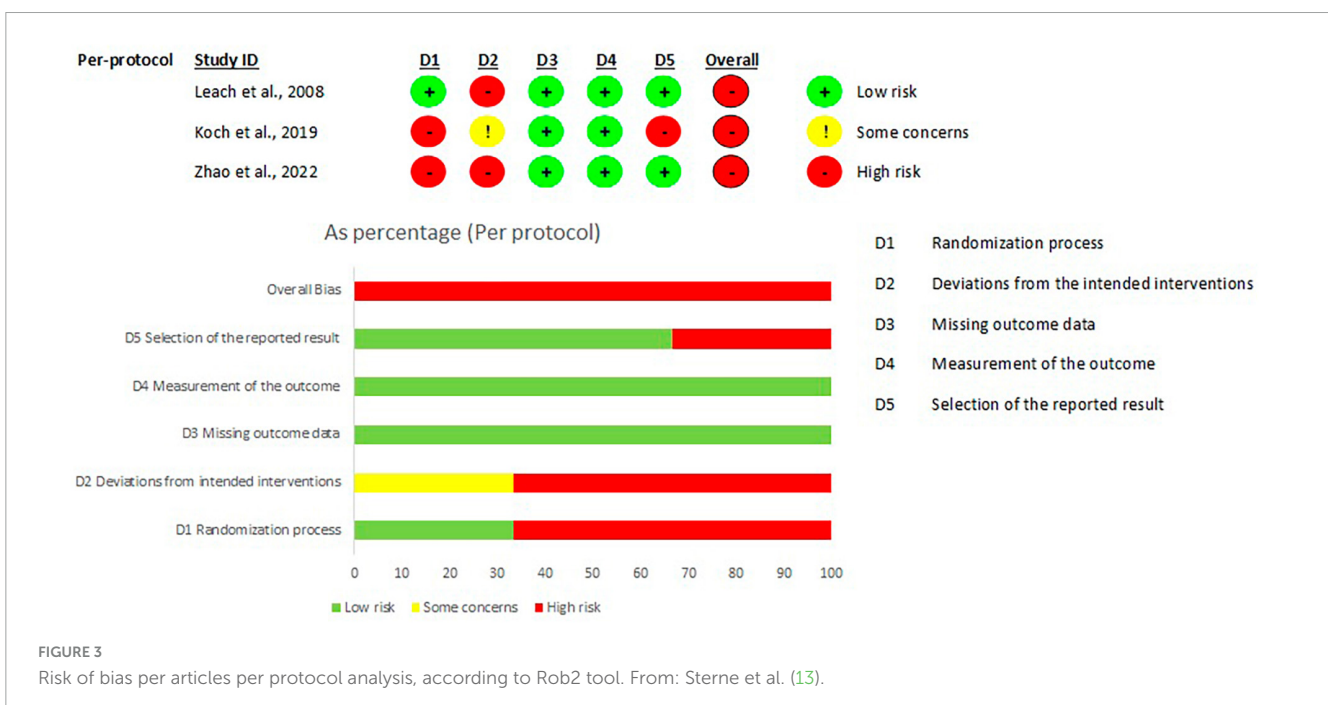 Per-protocol Study ID D1 D2 D3 D4 D5 Overall
Leach et al., 2008 + - + + + - + Low risk
Koch et al., 2019 - ! + + - - ! Some concerns
Zhao et al., 2022 - - + + + - - High risk
As percentage (Per protocol)
Overall Bias
D5 Selection of the reported result
D4 Measurement of the outcome
D3 Missing outcome data
D2 Deviations from intended interventions
D1 Randomization process
0 10 20 30 40 50 60 70 80 90 100
Low risk Some concerns High risk
D1 Randomization process
D2 Deviations from the intended interventions
D3 Missing outcome data
D4 Measurement of the outcome
D5 Selection of the reported result
FIGURE 3
Risk of bias per articles per protocol analysis, according to Rob2 tool. From: Sterne et al. (13).